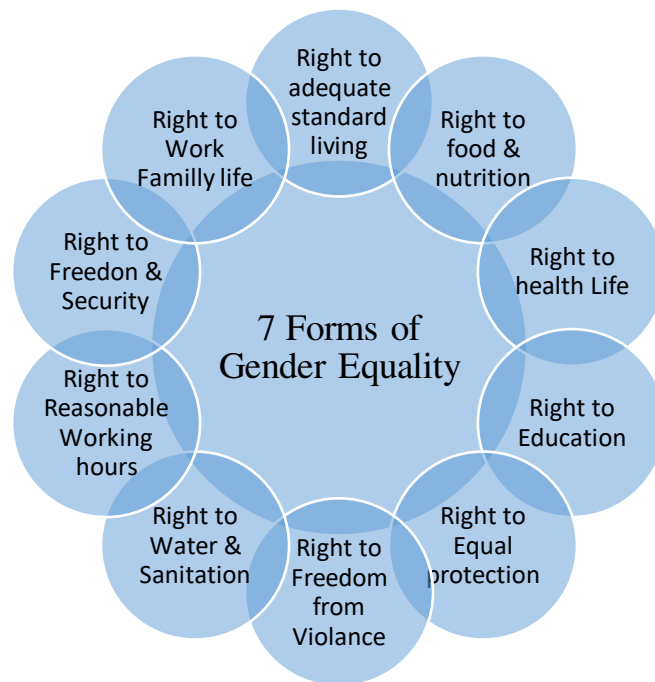 Right to
adequate
standard
living
Right to
food &
nutrition
Right to
health Life
Right to
Education
Right to
Equal
protection
Right to
Freedom
from
Violance
Right to
Water &
Sanitation
Right to
Reasonable
Working
hours
Right to
Freedon &
Security
Right to
Work
Familly life
7 Forms of
Gender Equality